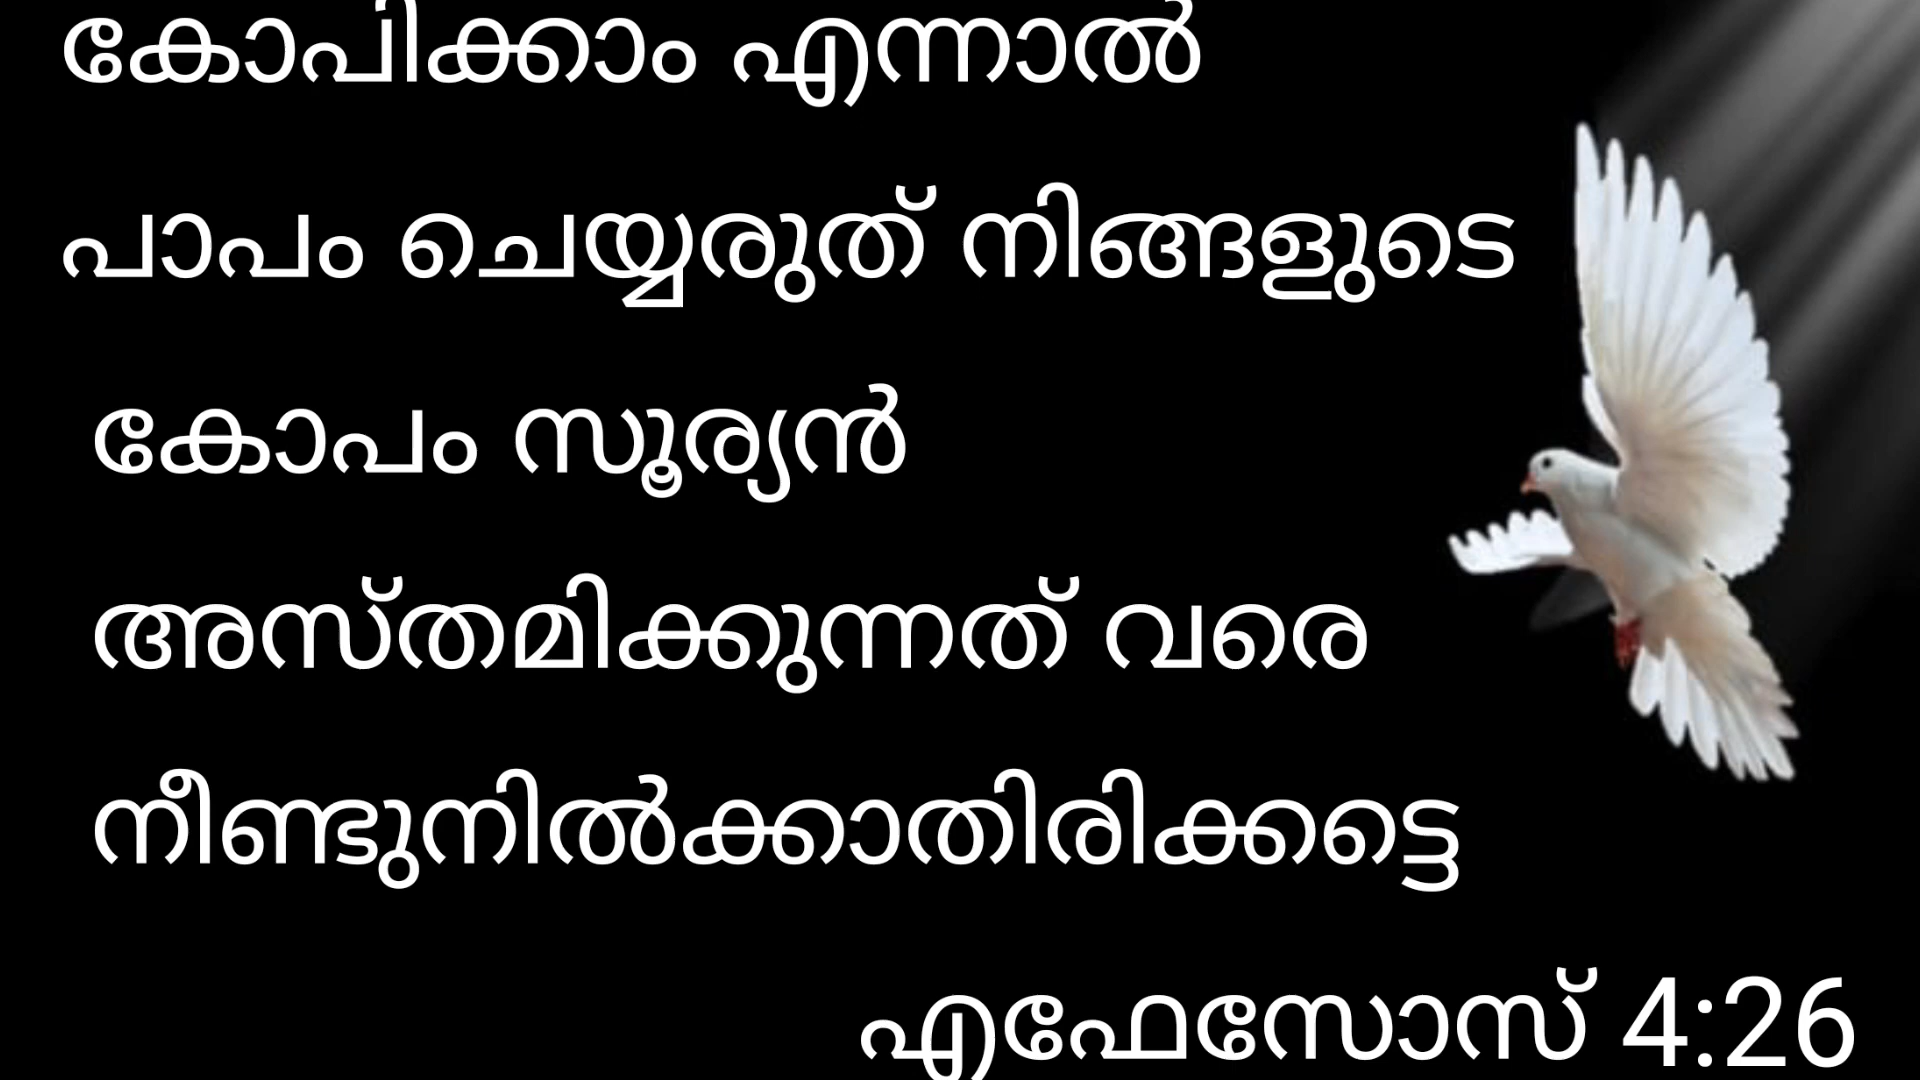 കോപിക്കാം എന്നാൽ
പാപം ചെയ്യരുത് നിങ്ങളുടെ
കോപം സൂര്യൻ
അസ്തമിക്കുന്നത് വരെ
നീണ്ടുനിൽക്കാതിരിക്കട്ടെ
എഫേസോസ് 4:26